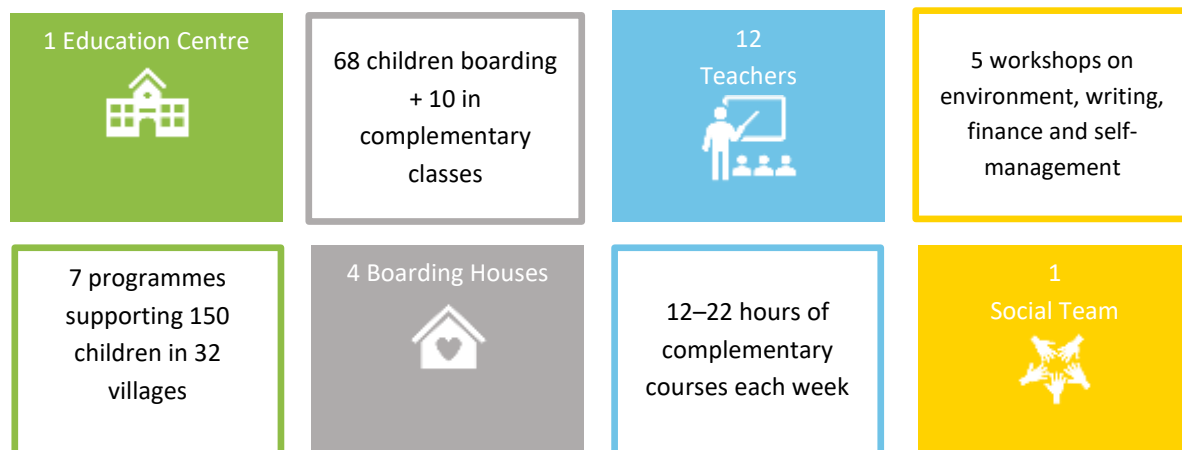 1 Education Centre
68 children boarding
+ 10 in
complementary
classes
12
Teachers
5 workshops on
environment, writing,
finance and self-
management
7 programmes
supporting 150
children in 32
villages
4 Boarding Houses
12–22 hours of
complementary
courses each week
1
Social Team